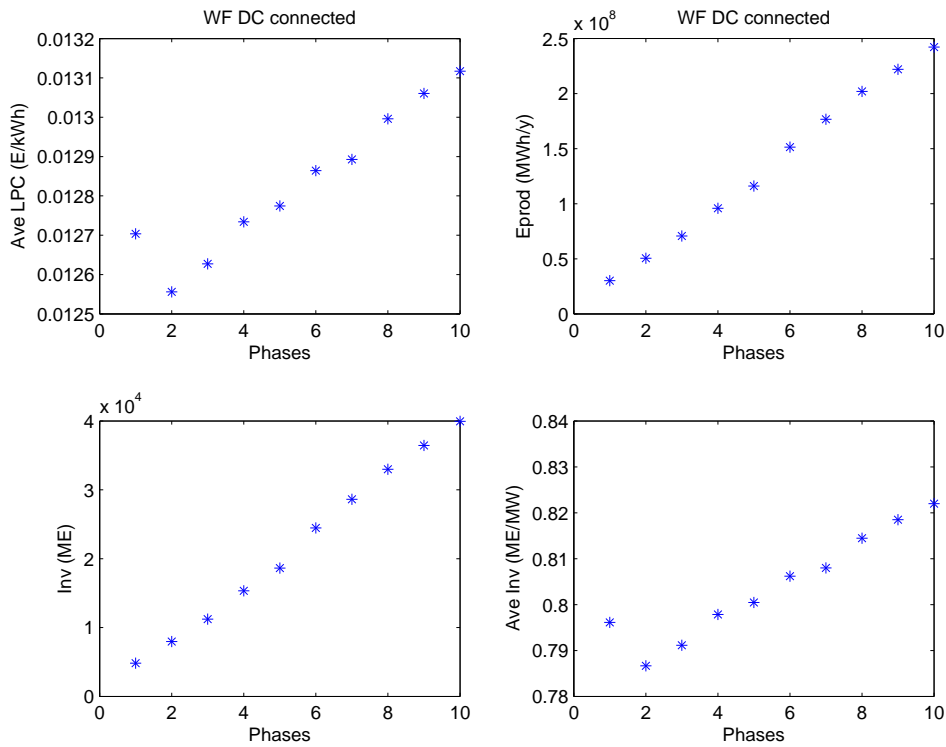 WF DC connected
0.0132
0.0131
0.013
0.0129
0.0128
0.0127
0.0126
0.0125
Ave LPC (E/kWh)
0 2 4 6 8 10
Phases
WF DC connected
x 10^8
2.5
2
1.5
1
0.5
0
Eprod (MWh/y)
0 2 4 6 8 10
Phases
x 10^4
4
3
2
1
0
Inv (ME)
0 2 4 6 8 10
Phases
0.84
0.83
0.82
0.81
0.8
0.79
0.78
Ave Inv (ME/MW)
0 2 4 6 8 10
Phases